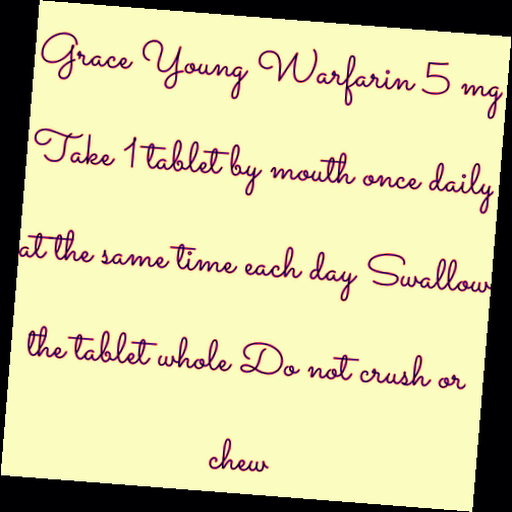 Grace Young Warfarin 5 mg
Take 1 tablet by mouth once daily
at the same time each day Swallow
the tablet whole Do not crush or
chew